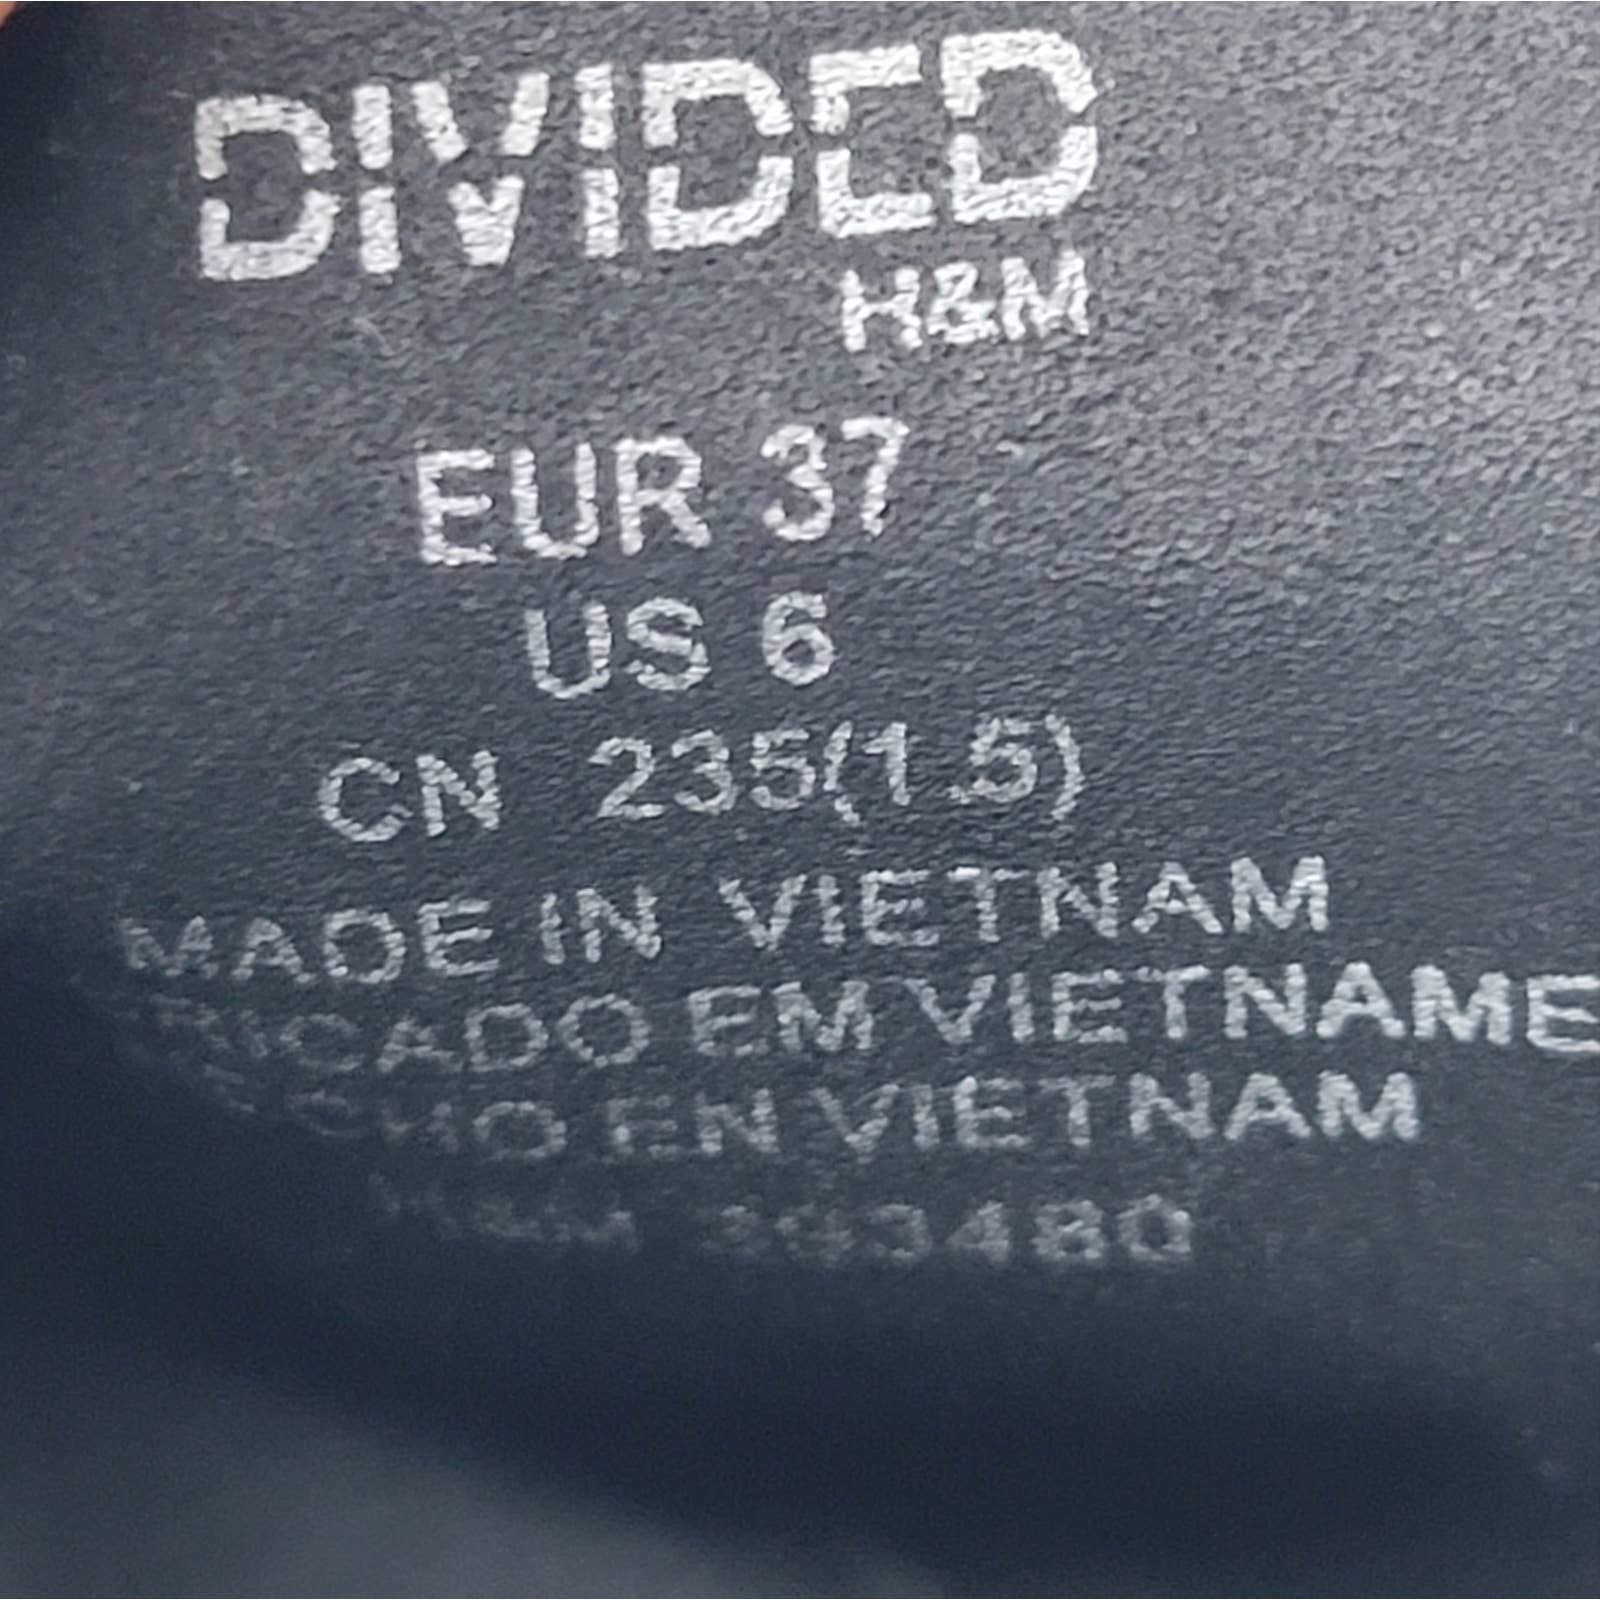 DIVIDED
H&M
EUR 37
US 6
CN 235(1.5)
MADE IN VIETNAM
EM VIETNAME
EN VIETNAM